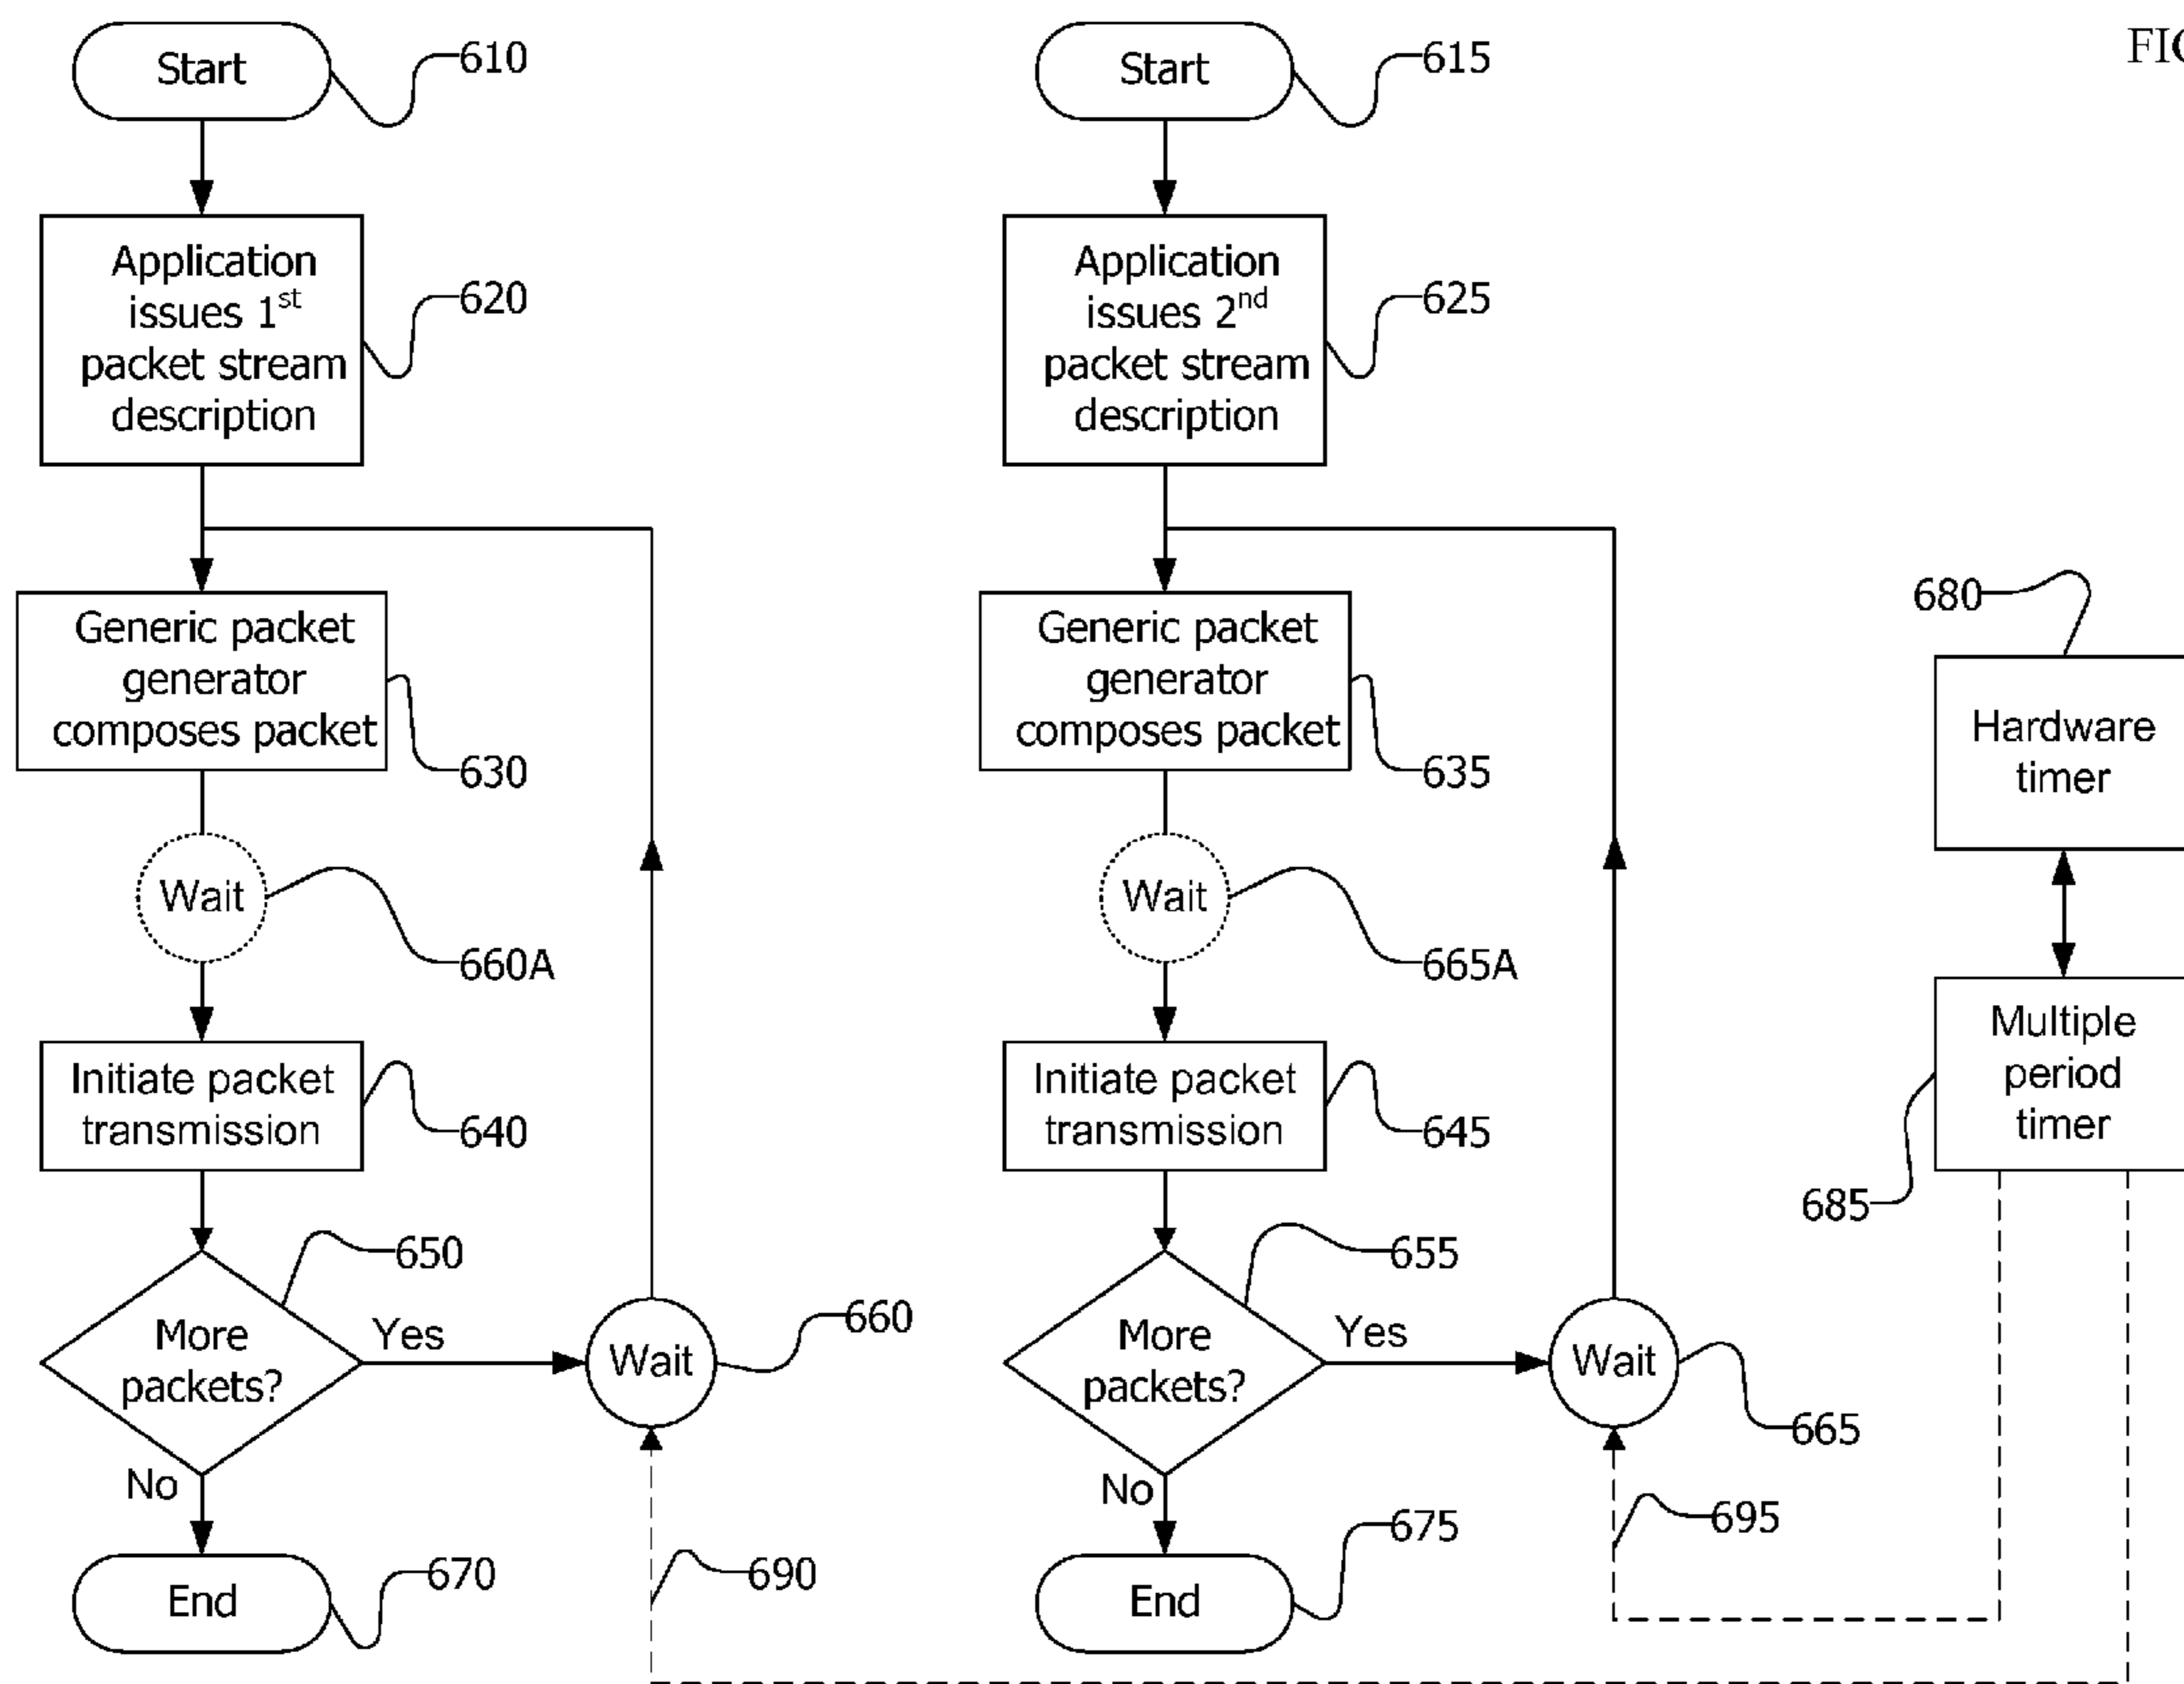 Start
610
Application
issues 1st
packet stream
description
620
Generic packet
generator
composes packet
630
Wait
660A
Initiate packet
transmission
640
More
packets?
650
Yes
Wait
660
No
End
670
690
Start
615
Application
issues 2nd
packet stream
description
625
Generic packet
generator
composes packet
635
Wait
665A
Initiate packet
transmission
645
More
packets?
655
Yes
Wait
665
No
End
675
695
FIG
680
Hardware
timer
Multiple
period
timer
685